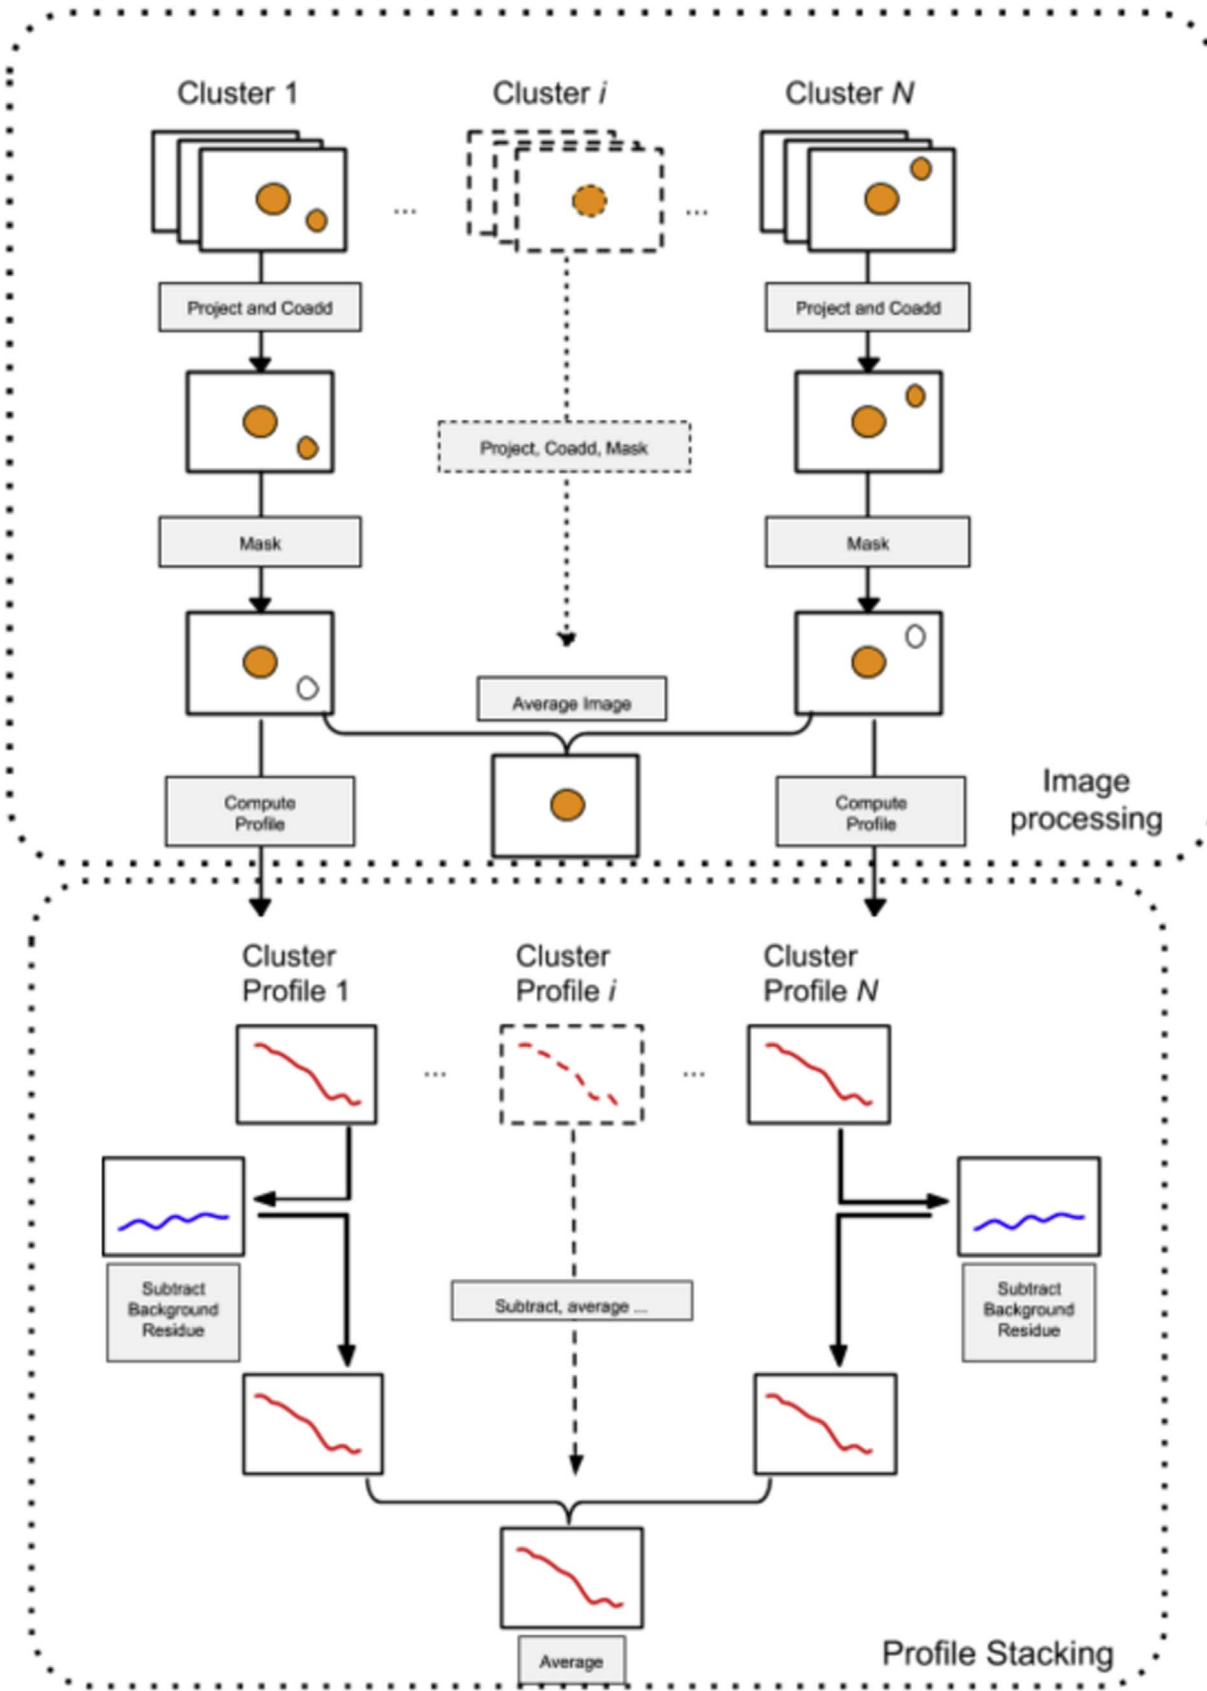 Cluster 1
Cluster i
Cluster N
...
...
Project and Coadd
Project and Coadd
Project, Coadd, Mask
Mask
Mask
Average Image
Compute
Profile
Compute
Profile
Image
processing
Cluster
Profile 1
Cluster
Profile i
Cluster
Profile N
...
...
Subtract
Background
Residue
Subtract, average ...
Subtract
Background
Residue
Average
Profile Stacking